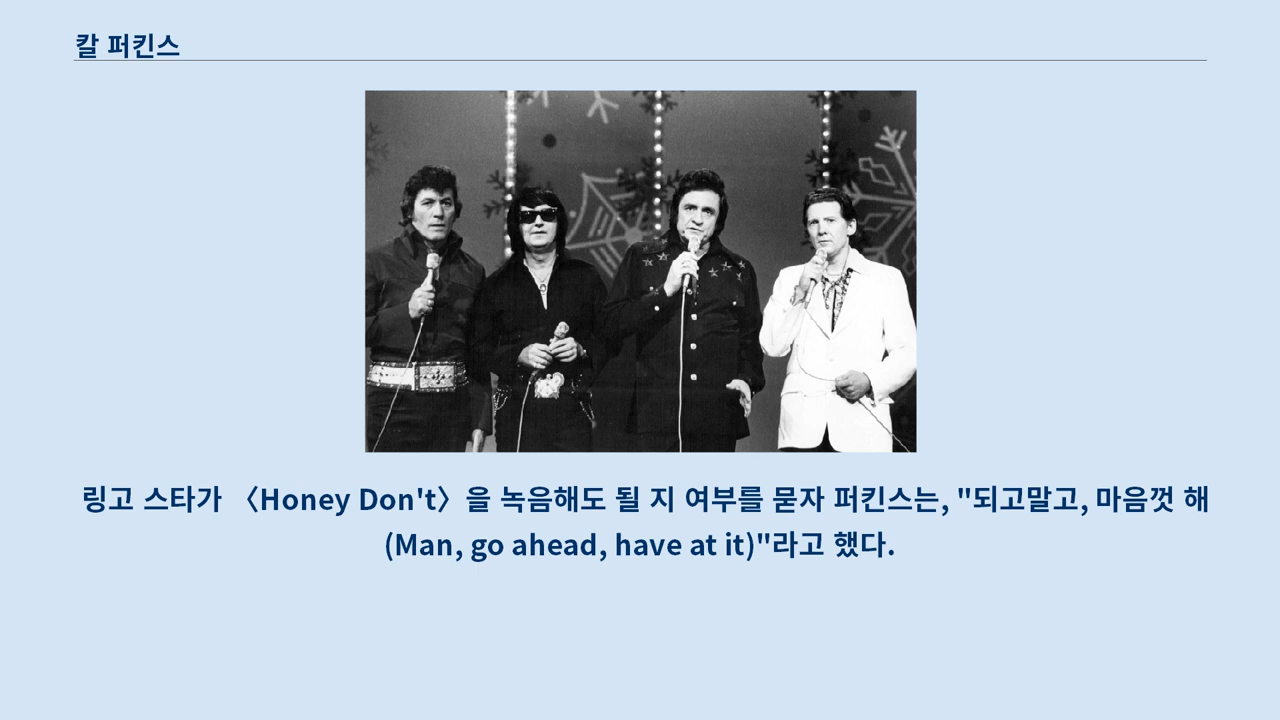 칼 퍼킨스
링고 스타가 〈Honey Don't〉을 녹음해도 될 지 여부를 묻자 퍼킨스는, "되고말고, 마음껏 해
(Man, go ahead, have at it)"라고 했다.